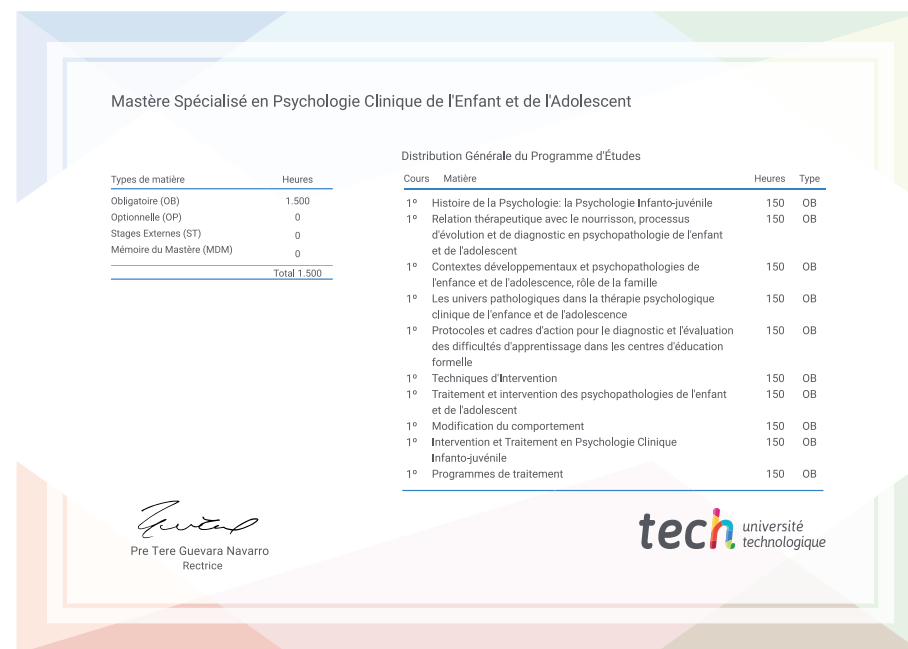 Mastère Spécialisé en Psychologie Clinique de l'Enfant et de l'Adolescent
Types de matière Heures
Obligatoire (OB) 1.500
Optionnelle (OP) 0
Stages Externes (ST) 0
Mémoire du Mastère (MDM) 0
Total 1.500
Distribution Générale du Programme d'Études
Cours Matière Heures Type
1º Histoire de la Psychologie: la Psychologie Infanto-juvénile 150 OB
1º Relation thérapeutique avec le nourrisson, processus 150 OB
d'évolution et de diagnostic en psychopathologie de l'enfant
et de l'adolescent
1º Contextes développementaux et psychopathologies de 150 OB
l'enfance et de l'adolescence, rôle de la famille
1º Les univers pathologiques dans la thérapie psychologique 150 OB
clinique de l'enfance et de l'adolescence
1º Protocoles et cadres d'action pour le diagnostic et l'évaluation 150 OB
des difficultés d'apprentissage dans les centres d'éducation
formelle
1º Techniques d'Intervention 150 OB
1º Traitement et intervention des psychopathologies de l'enfant 150 OB
et de l'adolescent
1º Modification du comportement 150 OB
1º Intervention et Traitement en Psychologie Clinique 150 OB
Infanto-juvénile
1º Programmes de traitement 150 OB
Pre Tere Guevara Navarro
Rectrice
tech université
technologique